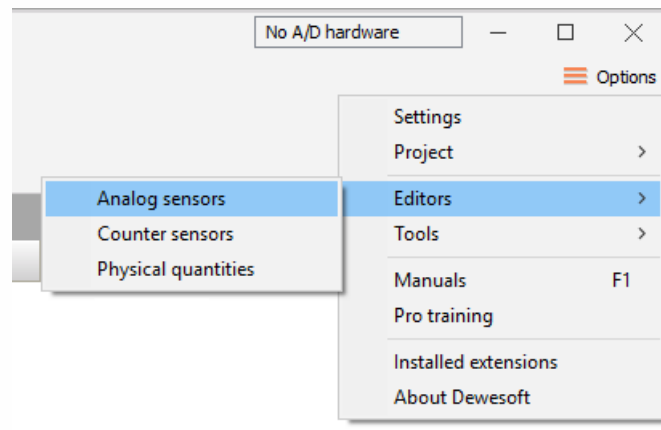 No A/D hardware
Options
Settings
Project
Editors
Tools
Manuals F1
Pro training
Installed extensions
About Dewesoft
Analog sensors
Counter sensors
Physical quantities